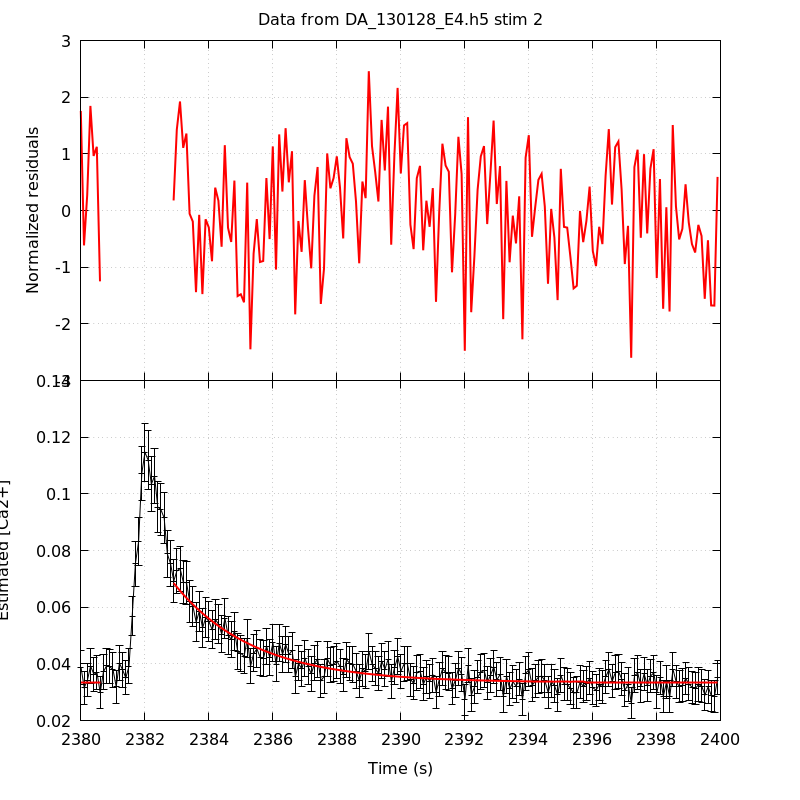 Data from DA_130128_E4.h5 stim 2
3
2
1
0
-1
-2
-3
Normalized residuals
0.14
0.12
0.1
0.08
0.06
0.04
0.02
Estimated [Ca2+]
2380 2382 2384 2386 2388 2390 2392 2394 2396 2398 2400
Time (s)